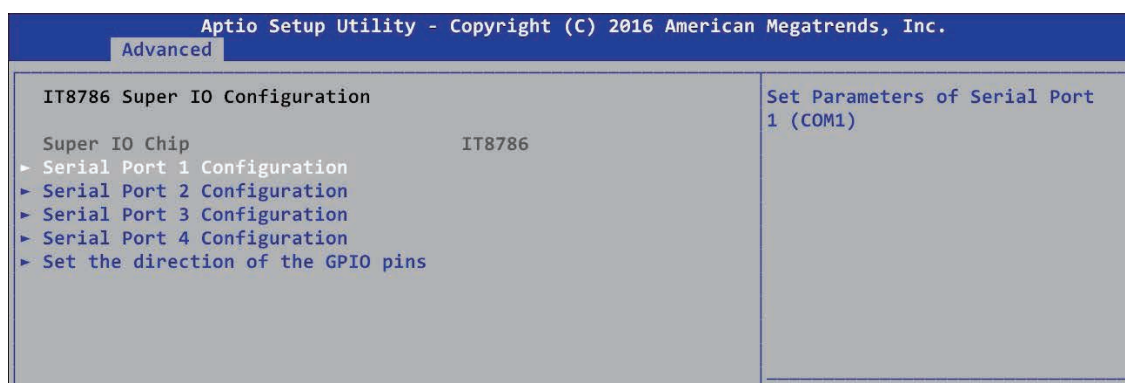 Aptio Setup Utility - Copyright (C) 2016 American Megatrends, Inc.
Advanced
IT8786 Super IO Configuration
Super IO Chip IT8786
► Serial Port 1 Configuration
► Serial Port 2 Configuration
► Serial Port 3 Configuration
► Serial Port 4 Configuration
► Set the direction of the GPIO pins
Set Parameters of Serial Port
1 (COM1)